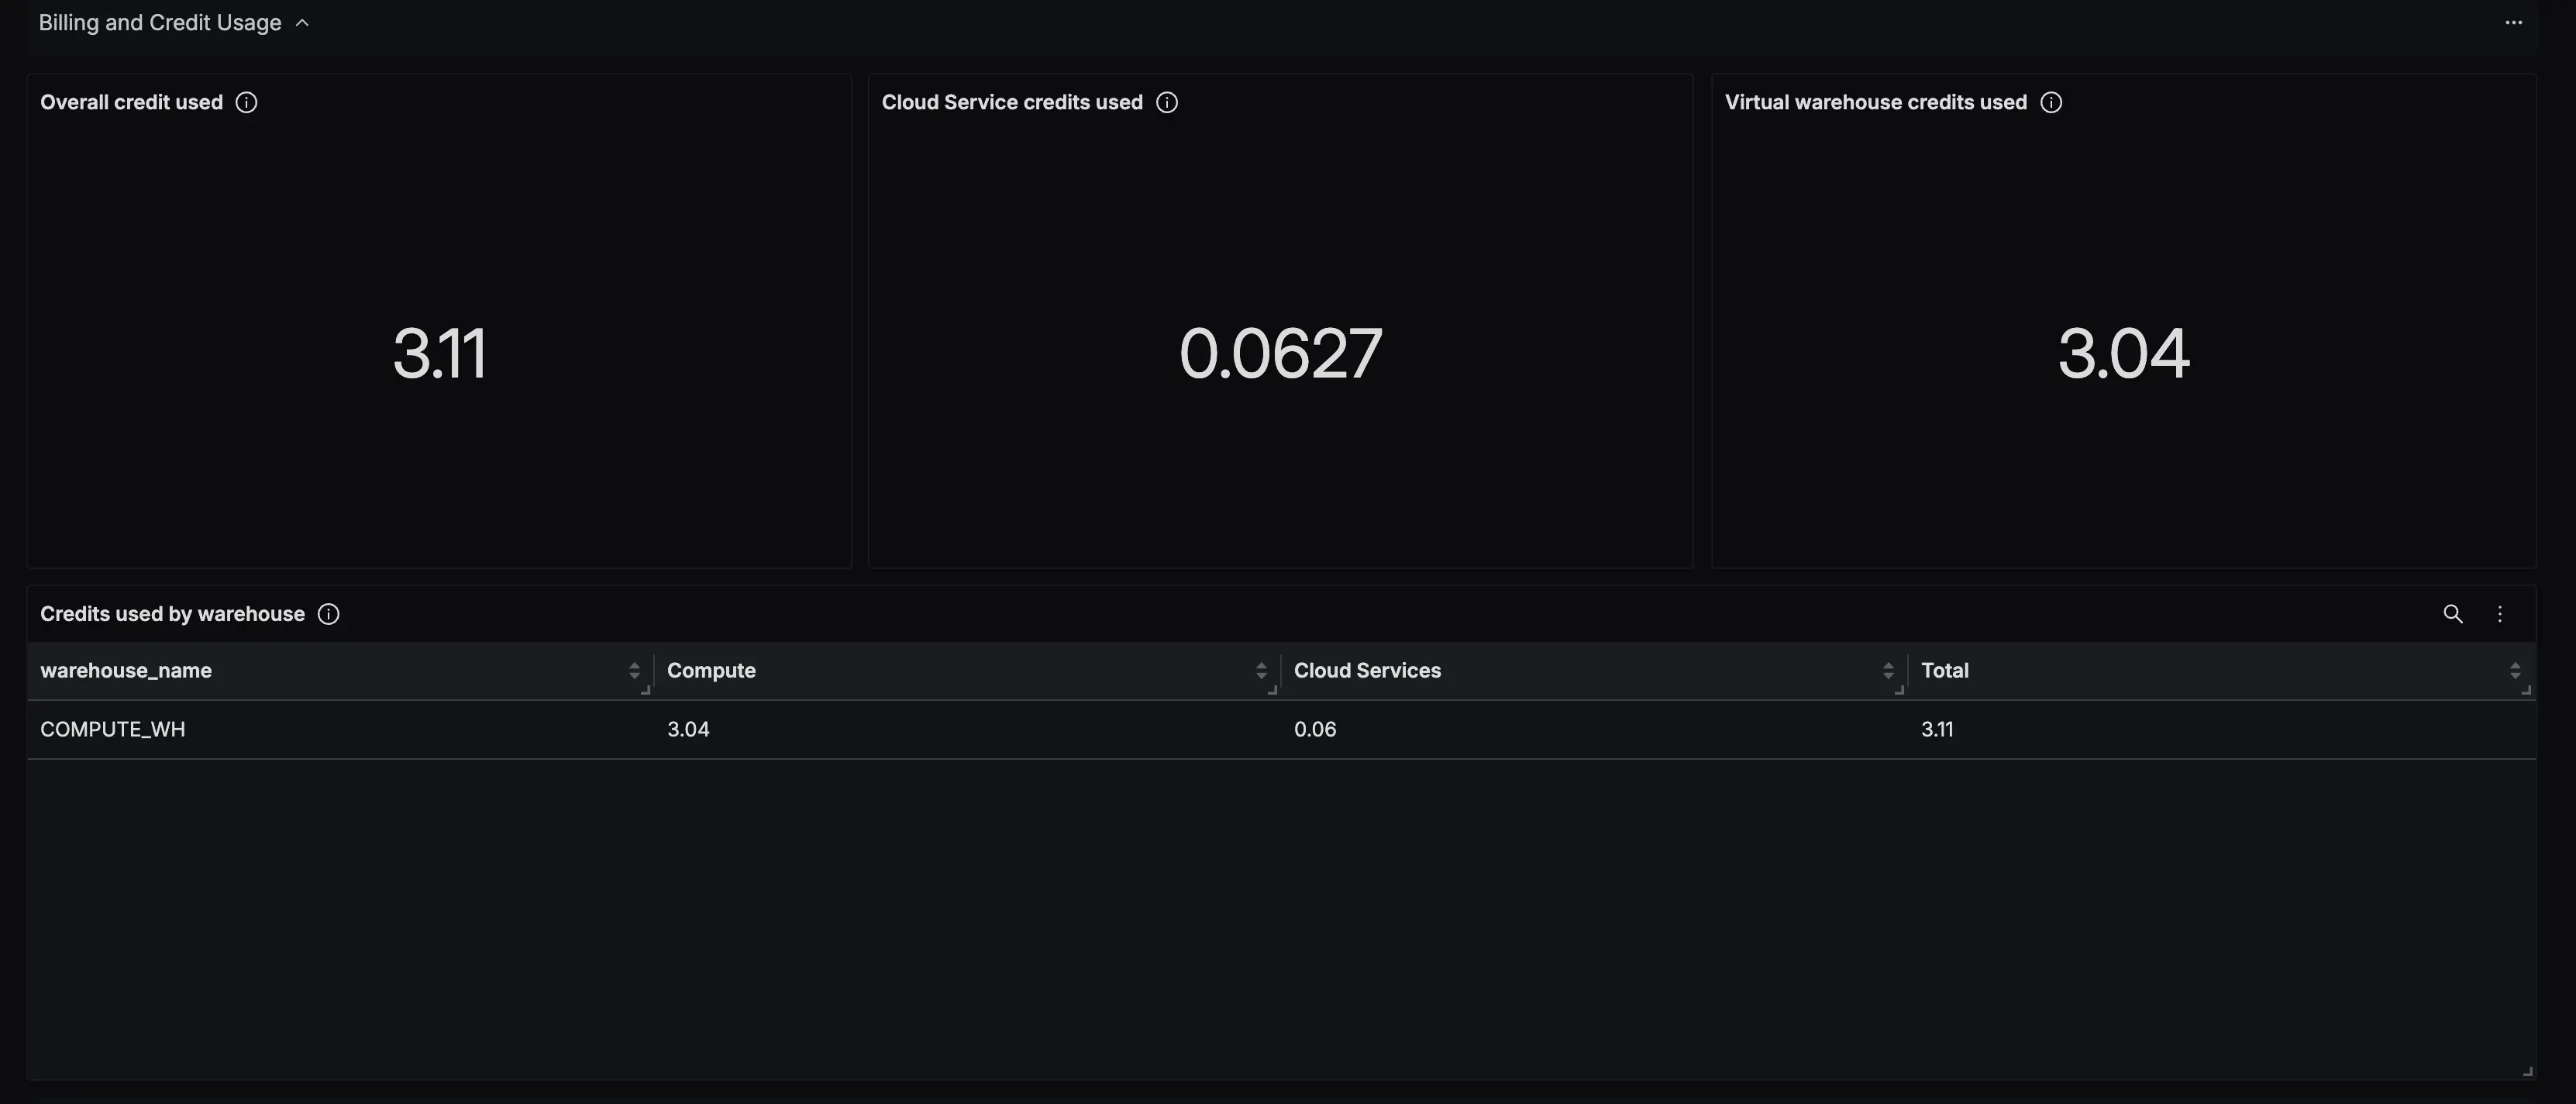 Billing and Credit Usage
Overall credit used
Cloud Service credits used
Virtual warehouse credits used
3.11
0.0627
3.04
Credits used by warehouse
warehouse_name Compute Cloud Services Total
COMPUTE_WH 3.04 0.06 3.11